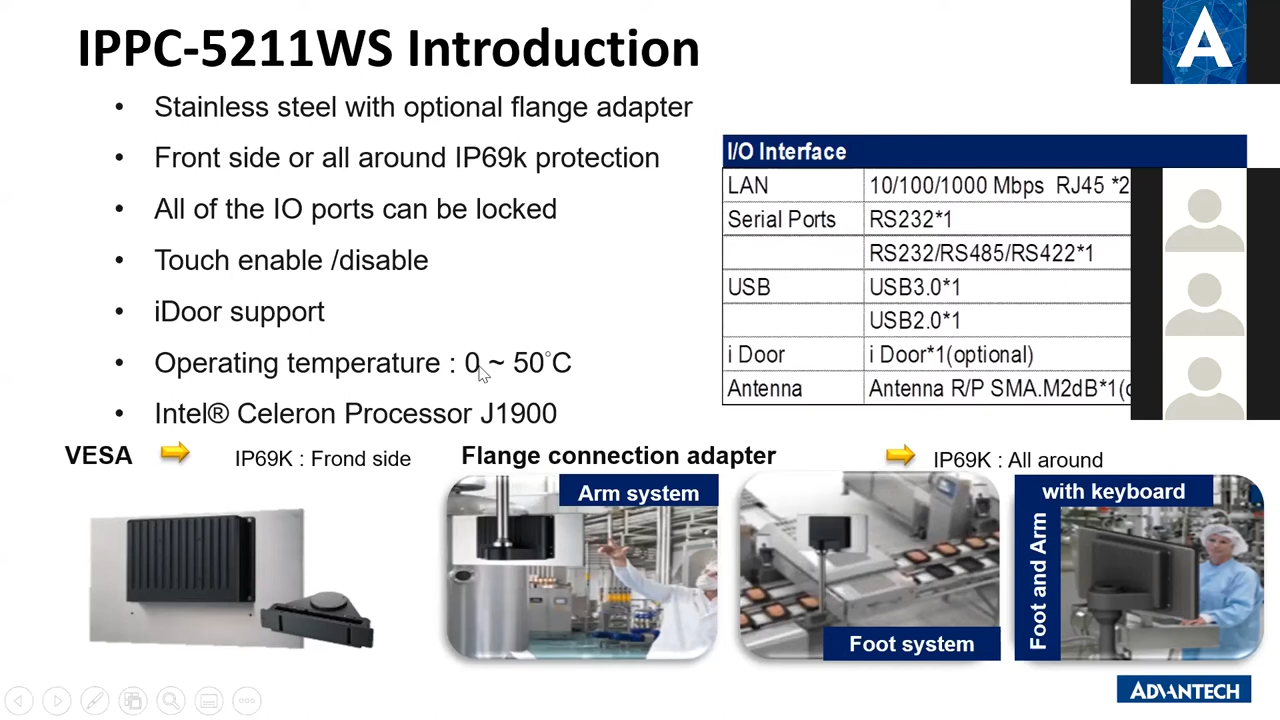 IPPC-5211WS Introduction
A
• Stainless steel with optional flange adapter
• Front side or all around IP69k protection
• All of the IO ports can be locked
• Touch enable /disable
• iDoor support
• Operating temperature : 0 ~ 50°C
• Intel® Celeron Processor J1900
I/O Interface
LAN 10/100/1000 Mbps RJ45 *2
Serial Ports RS232*1
RS232/RS485/RS422*1
USB USB3.0*1
USB2.0*1
i Door i Door*1(optional)
Antenna Antenna R/P SMA.M2dB*1(
VESA IP69K : Frond side
Flange connection adapter IP69K : All around
Arm system
Foot system
with keyboard
Foot and Arm
ADVANTECH